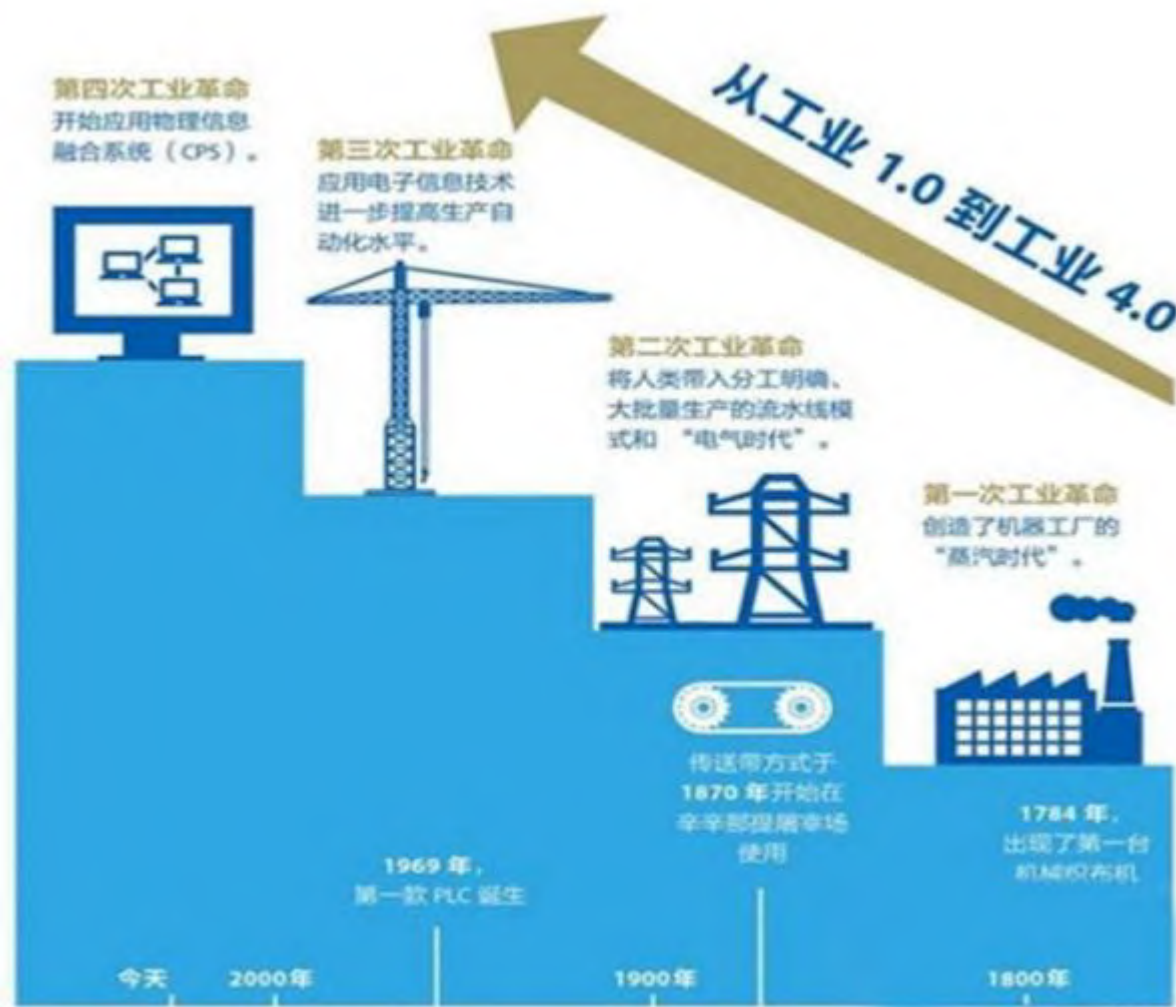 从工业 1.0 到工业 4.0
第四次工业革命
开始应用物理信息
融合系统（CPS）。
第三次工业革命
应用电子信息技术
进一步提高生产自
动化水平。
第二次工业革命
将人类带入分工明确、
大批量生产的流水线模
式和 “电气时代”。
第一次工业革命
创造了机器工厂的
“蒸汽时代”。
传送带方式于
1870 年开始在
辛辛那提屠宰场
使用
1784 年，
出现了第一台
机械织布机
1969 年，
第一款 PLC 诞生
今天
2000年
1900年
1800年